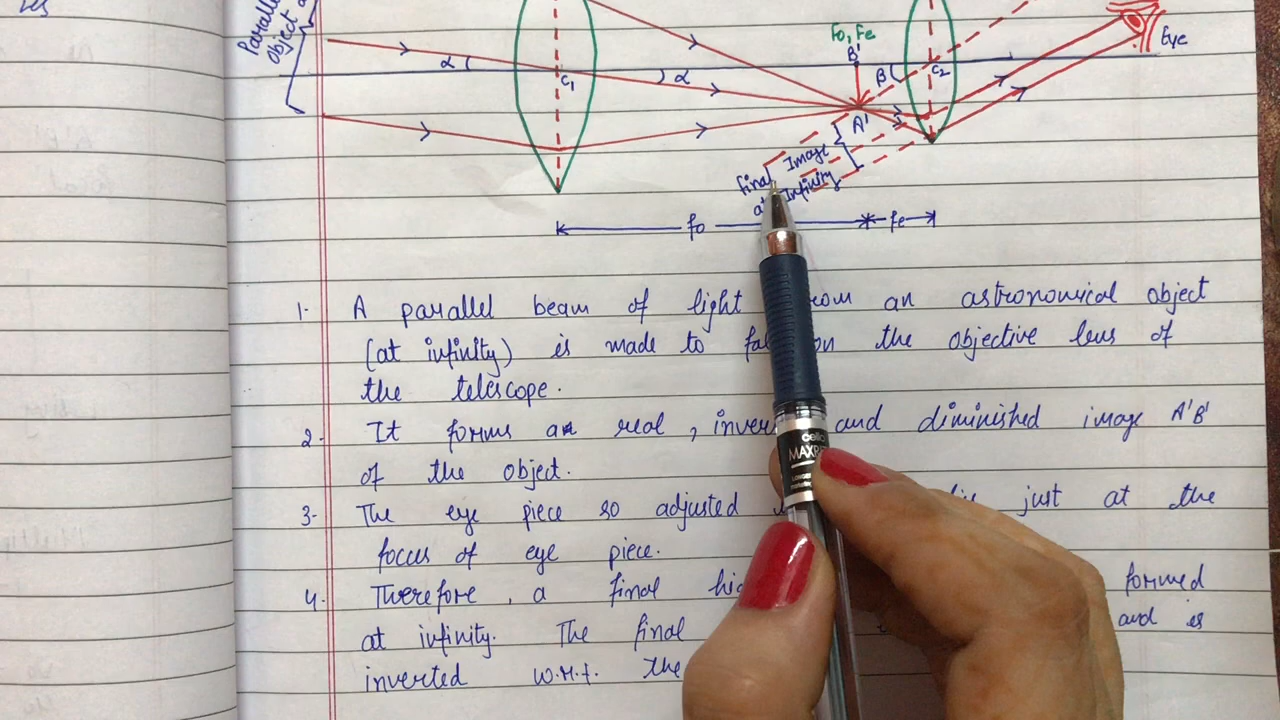 Parallel
object a
Fo, Fe
B'
Eye
α
C1
α
β
C2
A'
Final Image
at Infinity
fo
fe
1. A parallel beam of light from an astronomical object
(at infinity) is made to fall on the objective lens of
the telescope.
2. It forms a real, inver and diminished image A'B'
of the object.
3. The eye piece so adjusted just at the
focus of eye piece.
4. Therefore, a final formed
at infinity. The final and is
inverted w.r.t. the
cello